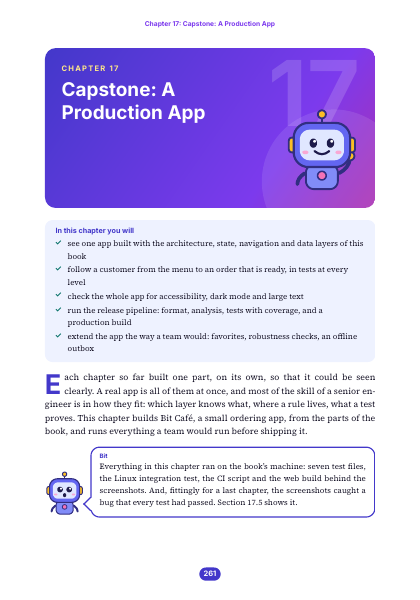 Chapter 17: Capstone: A Production App
17
CHAPTER 17
Capstone: A
Production App
In this chapter you will
✓ see one app built with the architecture, state, navigation and data layers of this
book
✓ follow a customer from the menu to an order that is ready, in tests at every
level
✓ check the whole app for accessibility, dark mode and large text
✓ run the release pipeline: format, analysis, tests with coverage, and a
production build
✓ extend the app the way a team would: favorites, robustness checks, an offline
outbox
Each chapter so far built one part, on its own, so that it could be seen
clearly. A real app is all of them at once, and most of the skill of a senior en-
gineer is in how they fit: which layer knows what, where a rule lives, what a test
proves. This chapter builds Bit Café, a small ordering app, from the parts of the
book, and runs everything a team would run before shipping it.
Bit
Everything in this chapter ran on the book's machine: seven test files,
the Linux integration test, the CI script and the web build behind the
screenshots. And, fittingly for a last chapter, the screenshots caught a
bug that every test had passed. Section 17.5 shows it.
261